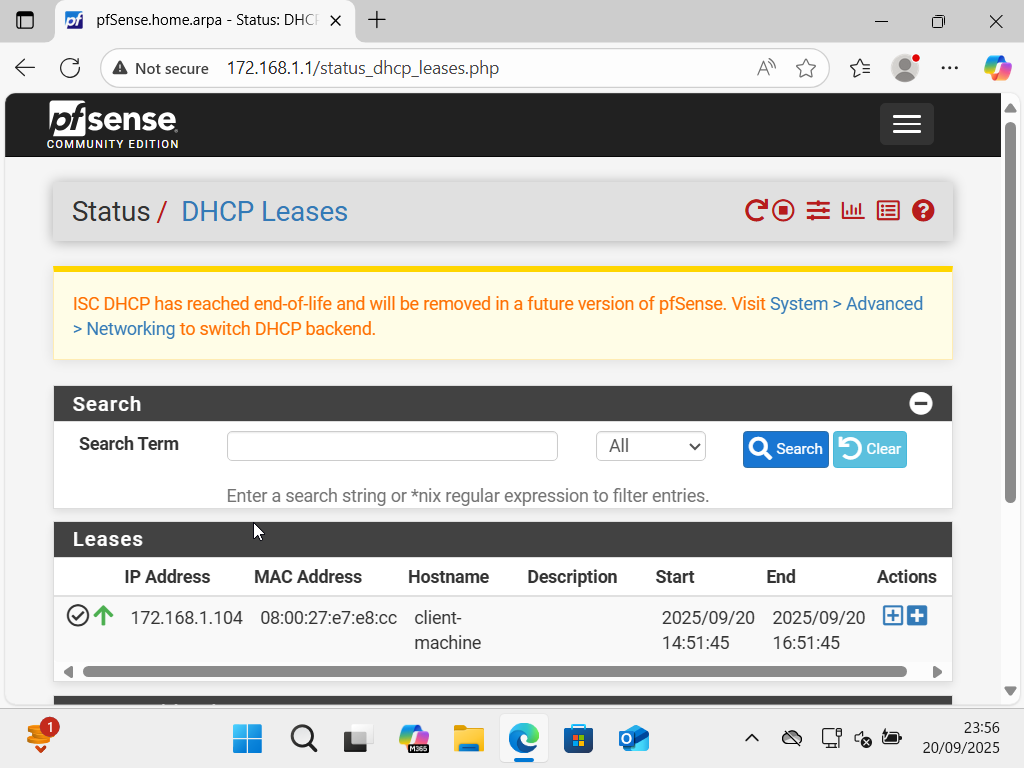 pfSense.home.arpa - Status: DHC
Not secure 172.168.1.1/status_dhcp_leases.php
pfsense
COMMUNITY EDITION
Status / DHCP Leases
ISC DHCP has reached end-of-life and will be removed in a future version of pfSense. Visit System > Advanced
> Networking to switch DHCP backend.
Search
Search Term All Search Clear
Enter a search string or *nix regular expression to filter entries.
Leases
IP Address MAC Address Hostname Description Start End Actions
172.168.1.104 08:00:27:e7:e8:cc client- 2025/09/20 2025/09/20
machine 14:51:45 16:51:45
1 M365 23:56
20/09/2025